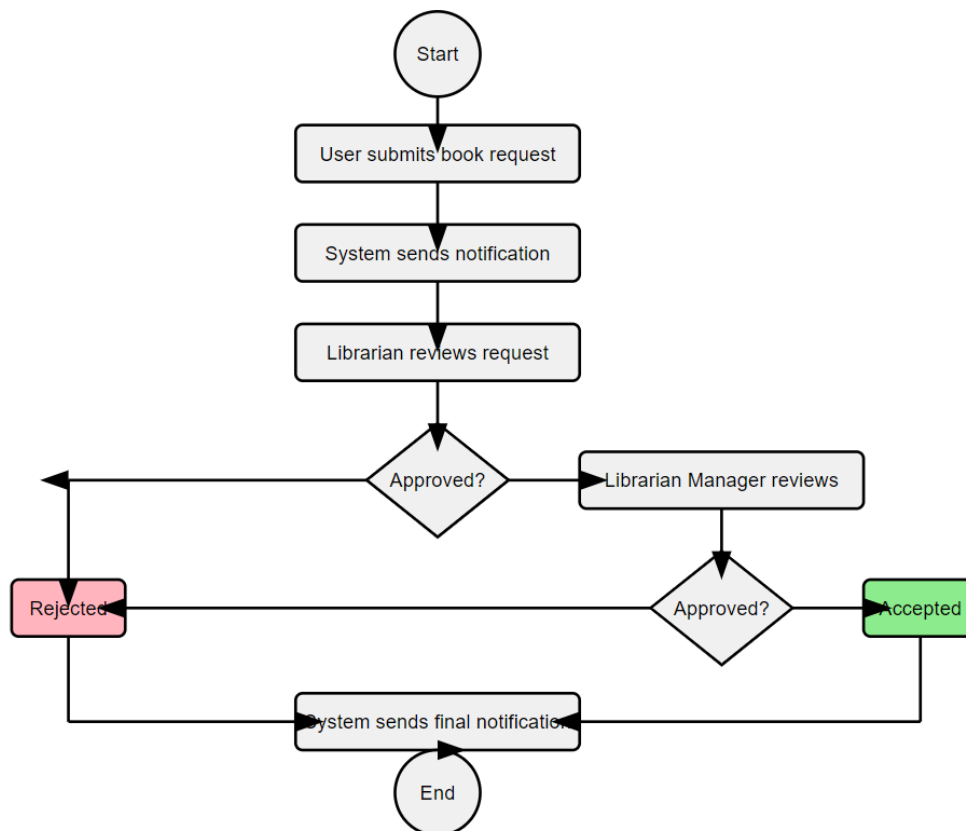 Start
User submits book request
System sends notification
Librarian reviews request
Approved?
Librarian Manager reviews
Rejected
Approved?
Accepted
System sends final notification
End